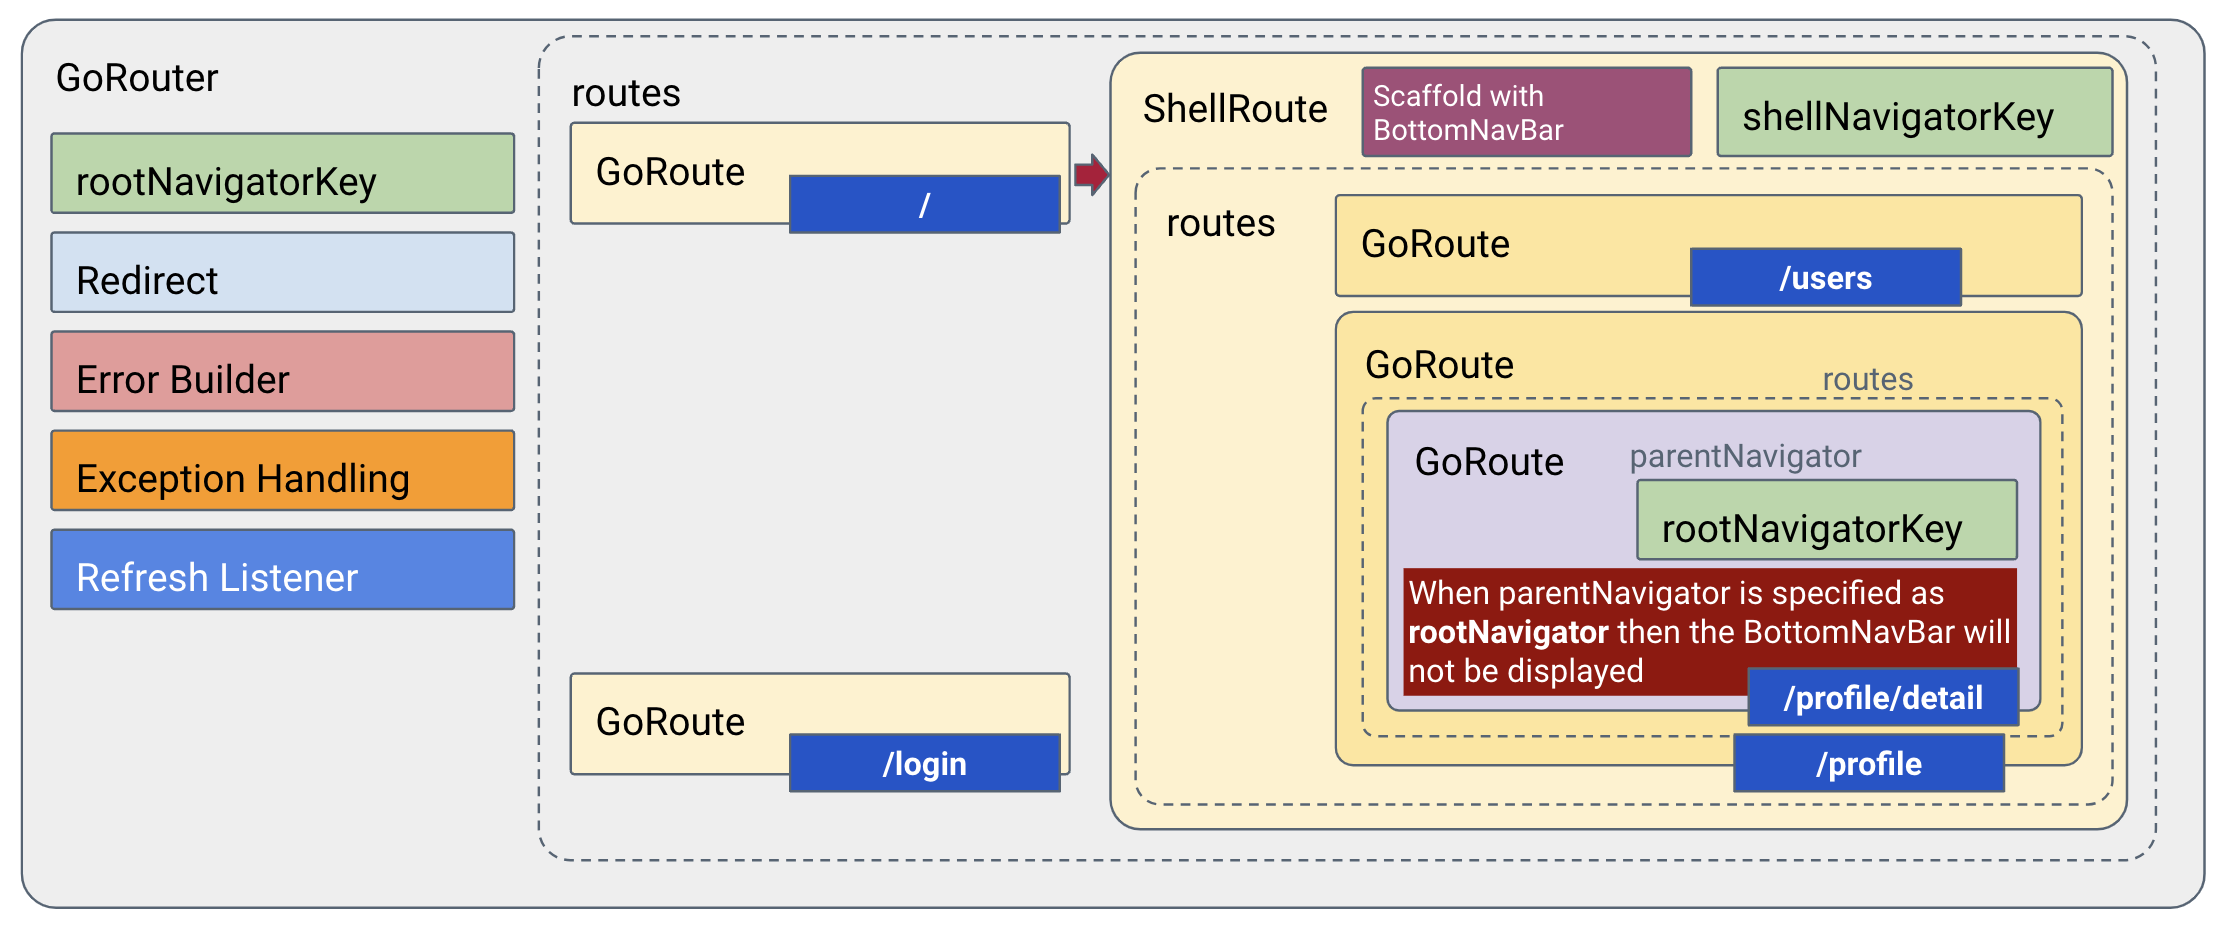 GoRouter
rootNavigatorKey
Redirect
Error Builder
Exception Handling
Refresh Listener
routes
GoRoute
/
GoRoute
/login
ShellRoute
Scaffold with
BottomNavBar
shellNavigatorKey
routes
GoRoute
/users
GoRoute
routes
GoRoute
parentNavigator
rootNavigatorKey
When parentNavigator is specified as
rootNavigator then the BottomNavBar will
not be displayed
/profile/detail
/profile